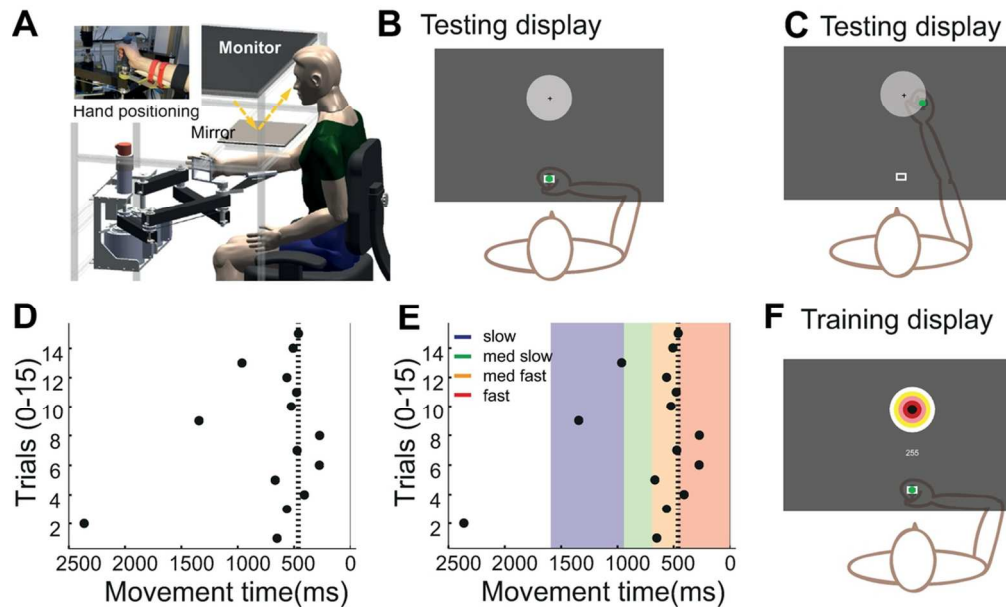 A
Monitor
Hand positioning
Mirror
B Testing display
C Testing display
D
Trials (0-15)
14
12
10
8
6
4
2
2500 2000 1500 1000 500 0
Movement time(ms)
E
slow
med slow
med fast
fast
Trials (0-15)
14
12
10
8
6
4
2
2500 2000 1500 1000 500 0
Movement time(ms)
F Training display
255